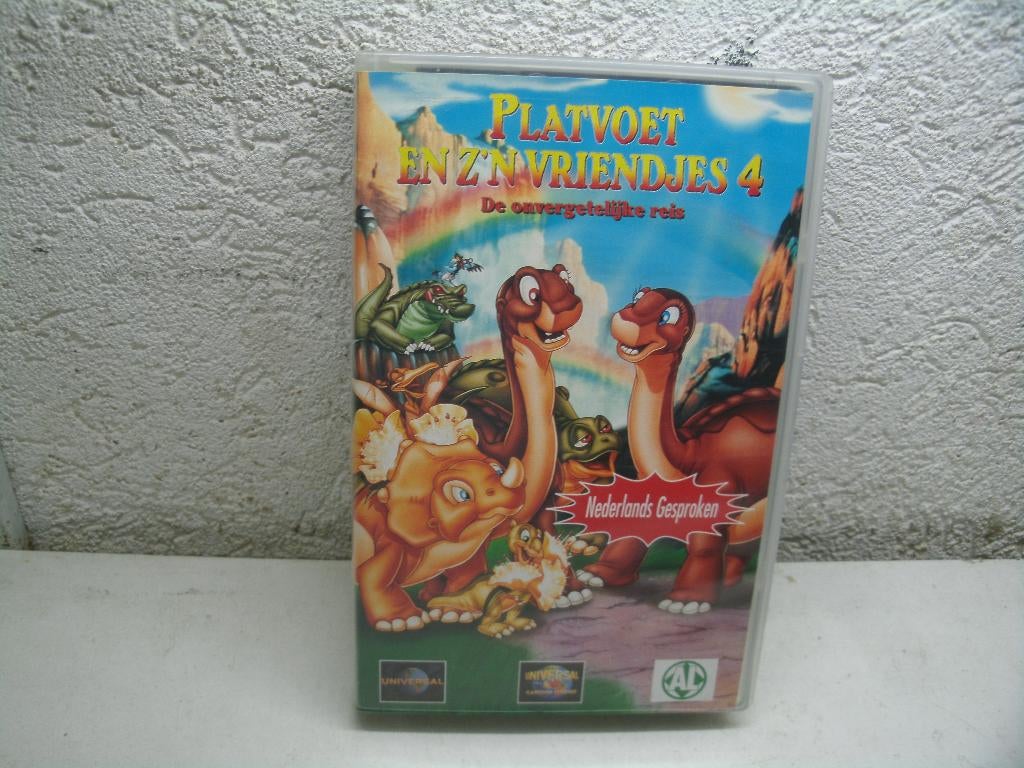 PLATVOET
EN Z'N VRIENDJES 4
De onvergetelijke reis
Nederlands Gesproken
UNIVERSAL
UNIVERSAL
AL